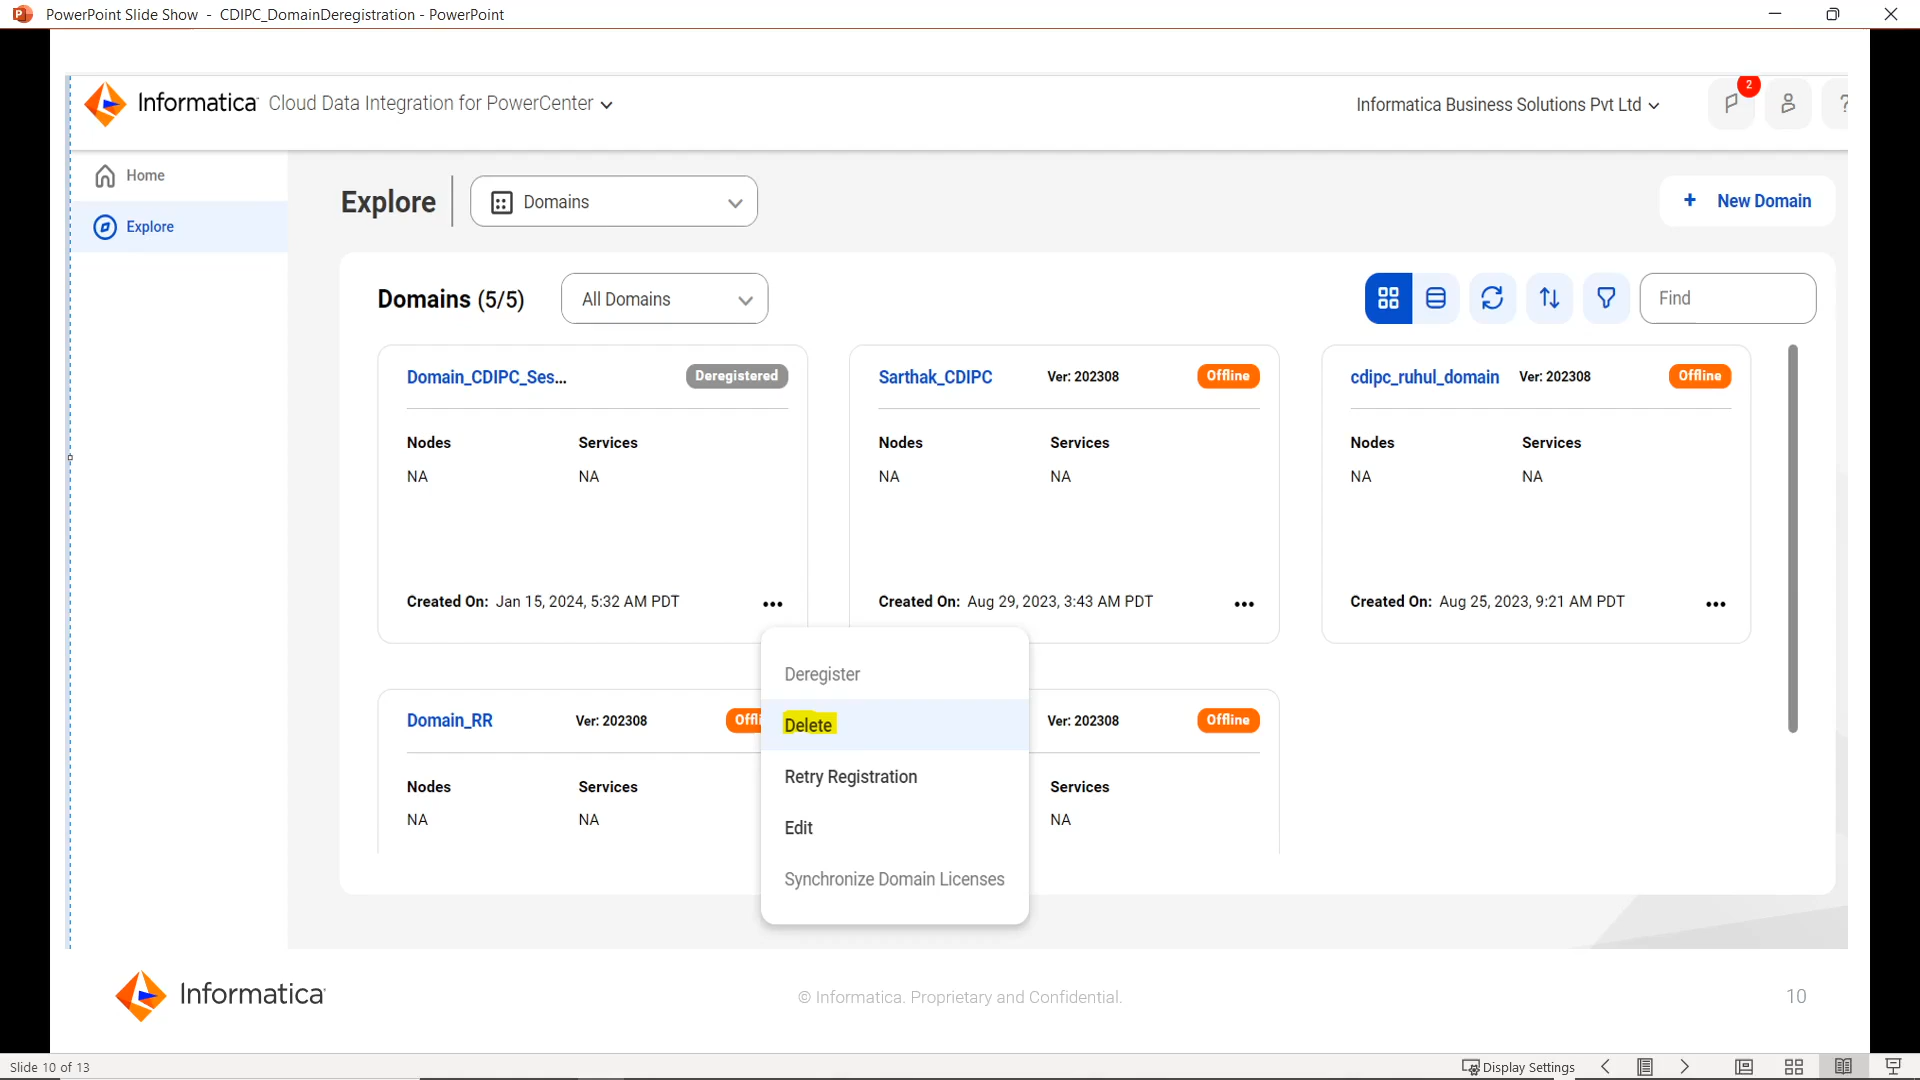 PowerPoint Slide Show - CDIPC_DomainDeregistration - PowerPoint
Informatica Cloud Data Integration for PowerCenter
Informatica Business Solutions Pvt Ltd
2
?
Home
Explore
Explore
Domains
+ New Domain
Domains (5/5)
All Domains
Find
Domain_CDIPC_Ses...
Deregistered
Nodes
Services
NA
NA
Created On: Jan 15, 2024, 5:32 AM PDT
Sarthak_CDIPC
Ver: 202308
Offline
Nodes
Services
NA
NA
Created On: Aug 29, 2023, 3:43 AM PDT
cdipc_ruhul_domain
Ver: 202308
Offline
Nodes
Services
NA
NA
Created On: Aug 25, 2023, 9:21 AM PDT
Deregister
Delete
Retry Registration
Edit
Synchronize Domain Licenses
Domain_RR
Ver: 202308
Offli
Nodes
Services
NA
NA
Ver: 202308
Offline
Services
NA
Informatica
© Informatica. Proprietary and Confidential.
10
Slide 10 of 13
Display Settings